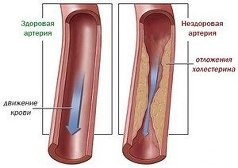 Здоровая
артерия
Нездоровая
артерия
отложения
холестерина
движение
крови